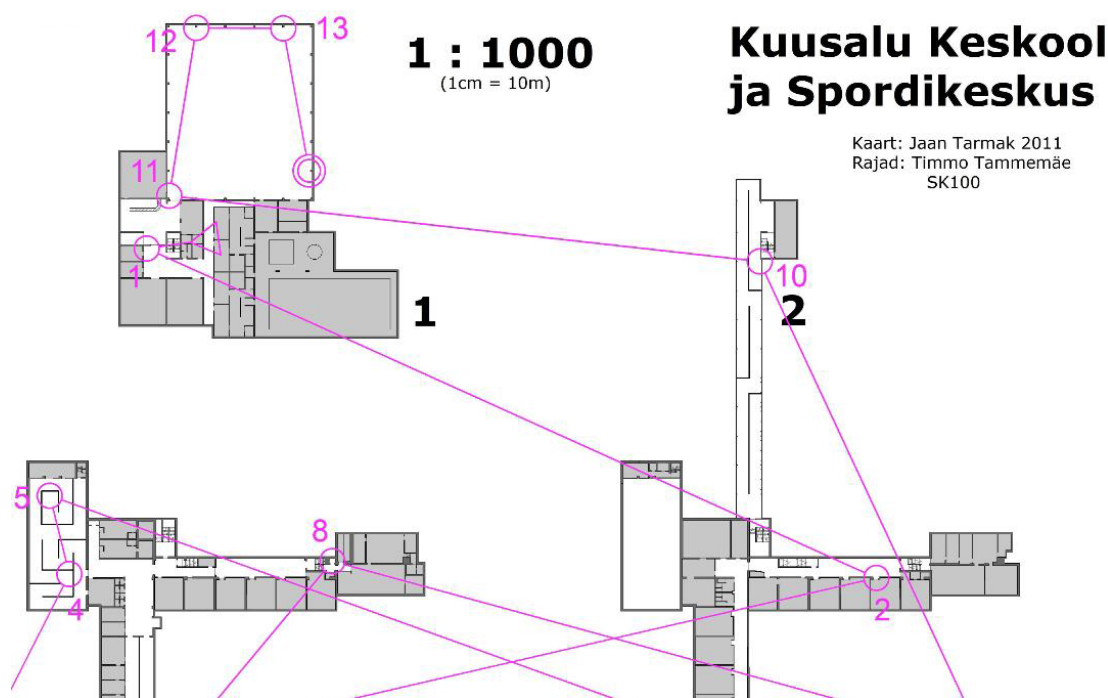 12
13
1 : 1000
(1cm = 10m)
Kuusalu Keskool
ja Spordikeskus
Kaart: Jaan Tarmak 2011
Rajad: Timmo Tammemäe
SK100
11
1
10
1
2
5
8
4
2